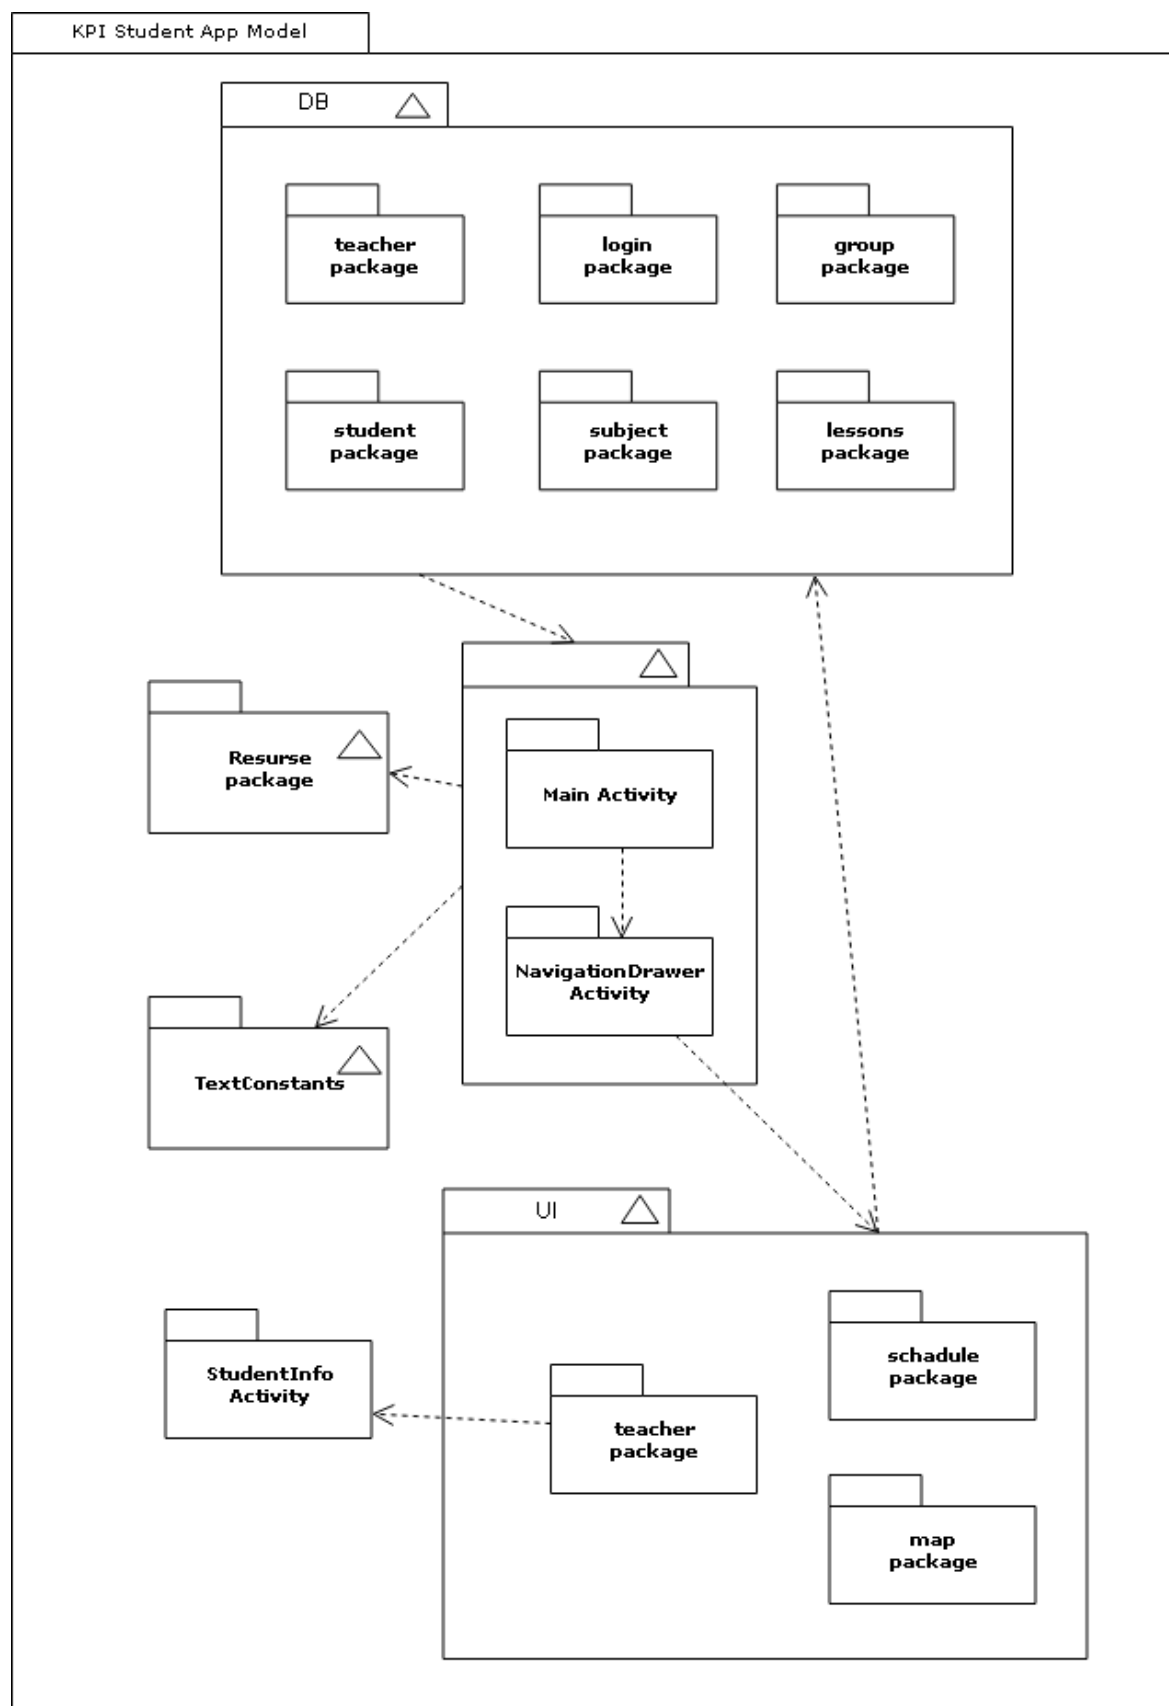 KPI Student App Model
DB
teacher
package
login
package
group
package
student
package
subject
package
lessons
package
Resurse
package
Main Activity
NavigationDrawer
Activity
TextConstants
UI
StudentInfo
Activity
teacher
package
schadule
package
map
package